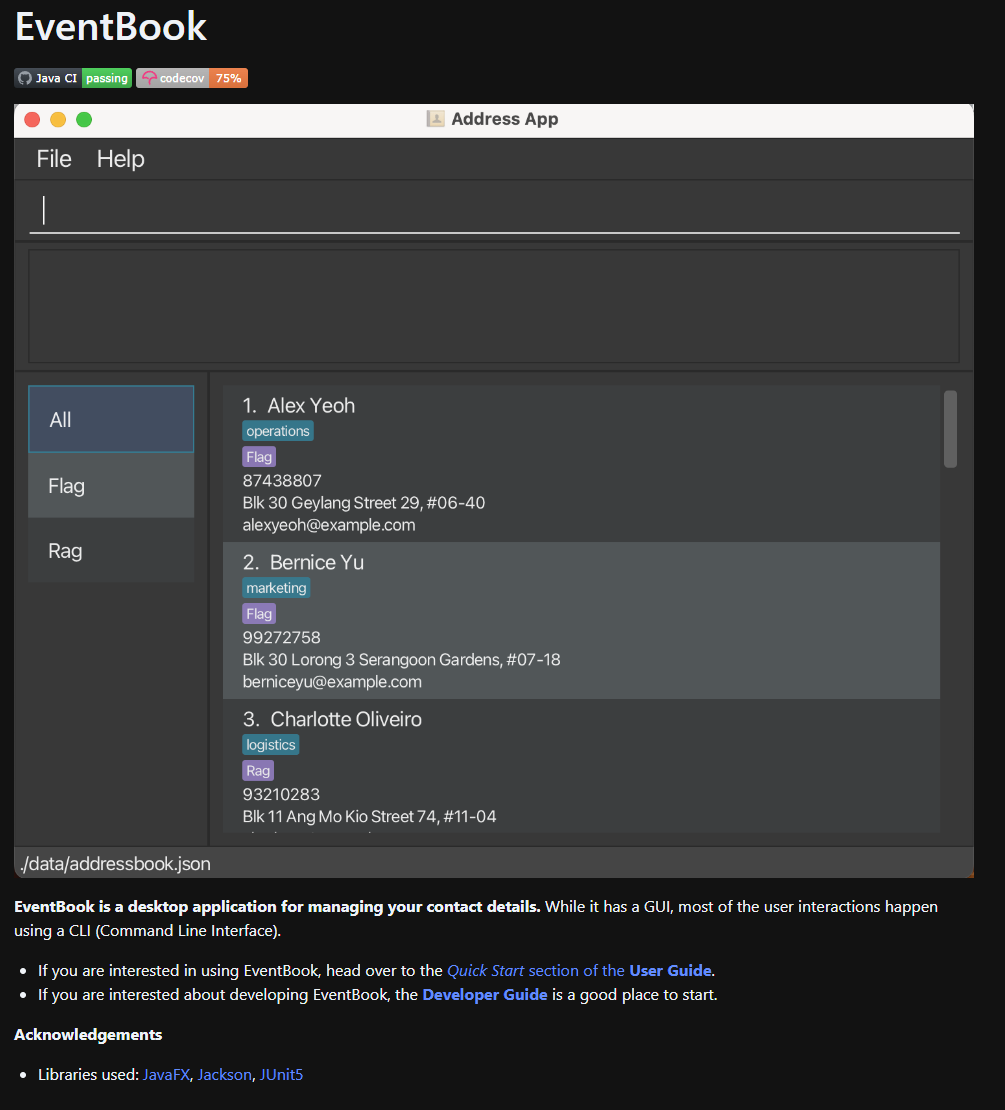 EventBook
Java CI passing codecov 75%
Address App
File Help
All
Flag
Rag
1. Alex Yeoh
operations
Flag
87438807
Blk 30 Geylang Street 29, #06-40
alexyeoh@example.com
2. Bernice Yu
marketing
Flag
99272758
Blk 30 Lorong 3 Serangoon Gardens, #07-18
berniceyu@example.com
3. Charlotte Oliveiro
logistics
Rag
93210283
Blk 11 Ang Mo Kio Street 74, #11-04
./data/addressbook.json
EventBook is a desktop application for managing your contact details. While it has a GUI, most of the user interactions happen
using a CLI (Command Line Interface).
• If you are interested in using EventBook, head over to the Quick Start section of the User Guide.
• If you are interested about developing EventBook, the Developer Guide is a good place to start.
Acknowledgements
• Libraries used: JavaFX, Jackson, JUnit5